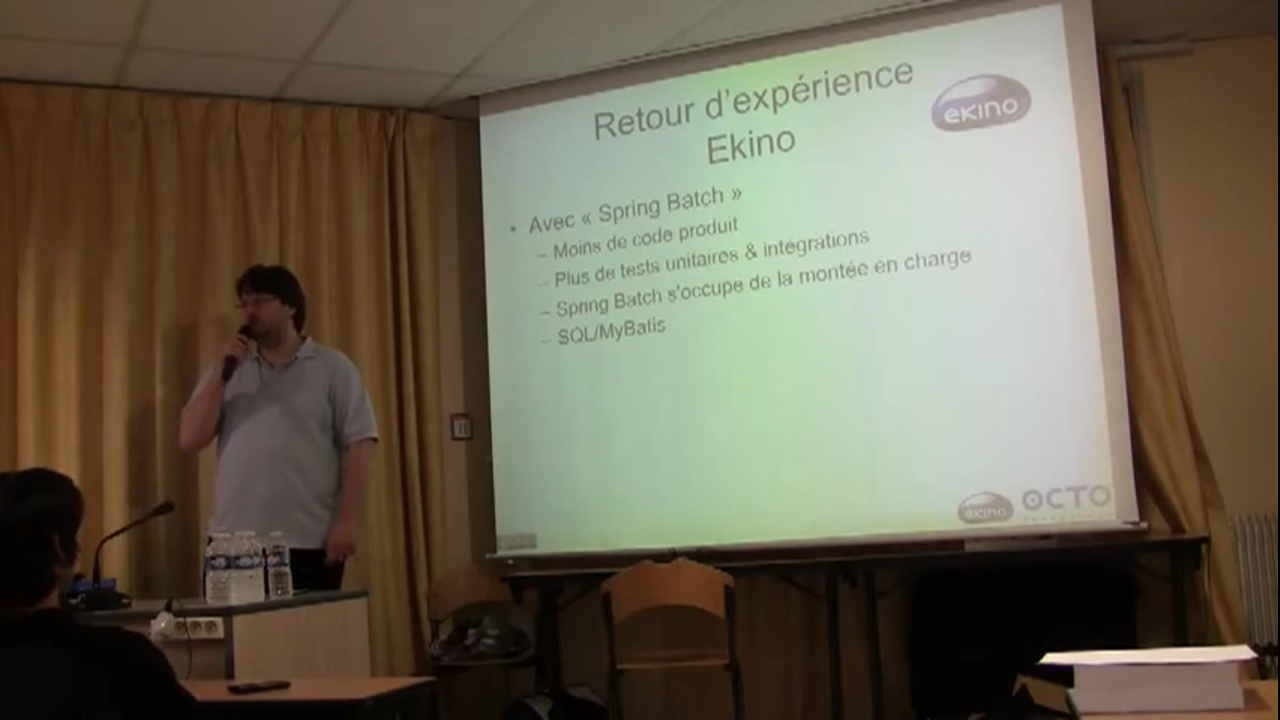 Retour d'expérience
Ekino
ekino
• Avec « Spring Batch »
– Moins de code produit
– Plus de tests unitaires & intégrations
– Spring Batch s'occupe de la montée en charge
– SQL/MyBatis
ekino OCTO